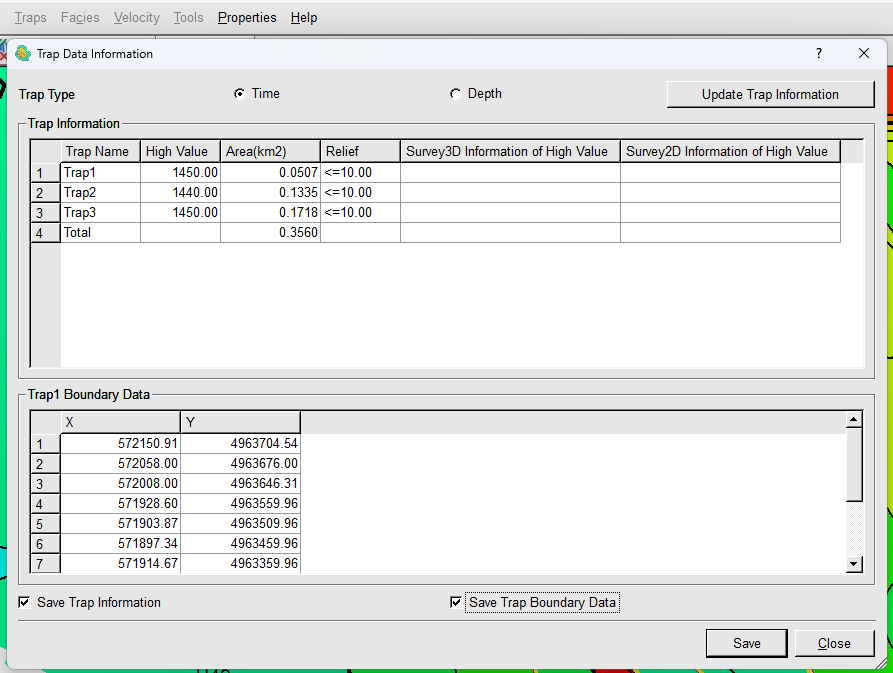 Traps Facies Velocity Tools Properties Help
Trap Data Information ?
Trap Type Time Depth Update Trap Information
Trap Information
Trap Name High Value Area(km2) Relief Survey3D Information of High Value Survey2D Information of High Value
1 Trap1 1450.00 0.0507 <=10.00
2 Trap2 1440.00 0.1335 <=10.00
3 Trap3 1450.00 0.1718 <=10.00
4 Total 0.3560
Trap1 Boundary Data
X Y
1 572150.91 4963704.54
2 572058.00 4963676.00
3 572008.00 4963646.31
4 571928.60 4963559.96
5 571903.87 4963509.96
6 571897.34 4963459.96
7 571914.67 4963359.96
Save Trap Information Save Trap Boundary Data
Save Close